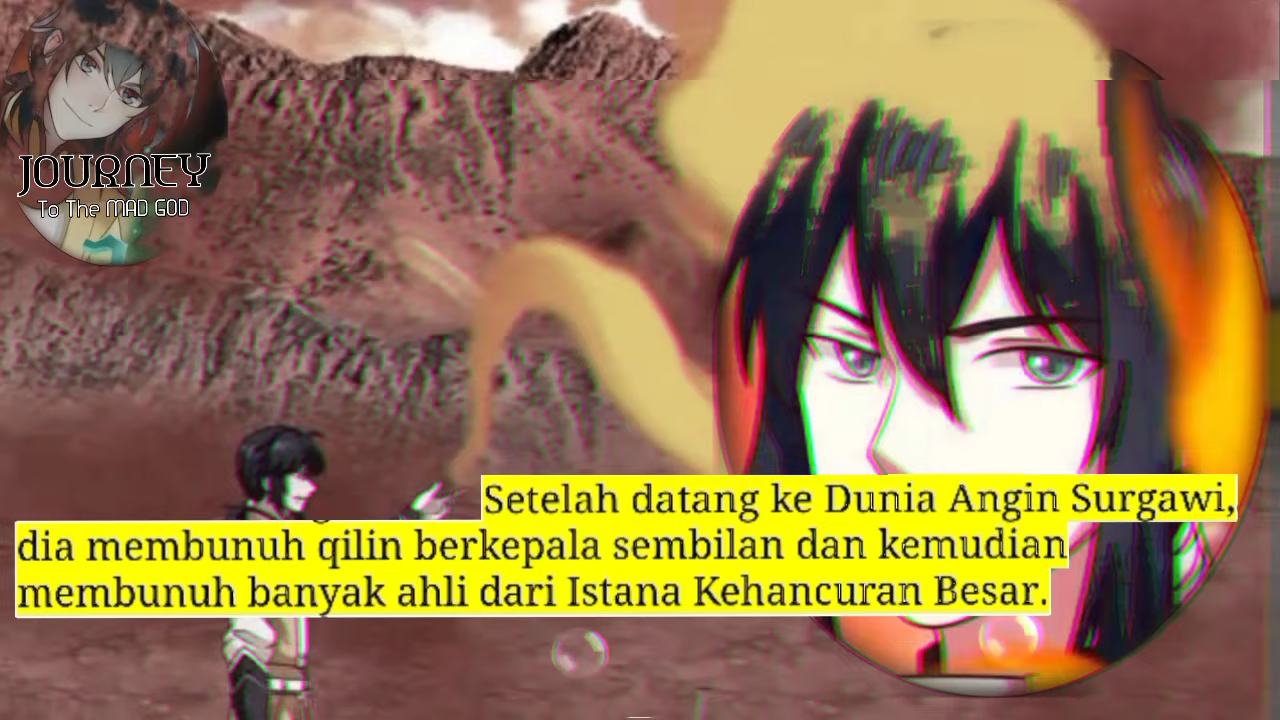 JOURNEY
To The MAD GOD
Setelah datang ke Dunia Angin Surgawi,
dia membunuh qilin berkepala sembilan dan kemudian
membunuh banyak ahli dari Istana Kehancuran Besar.